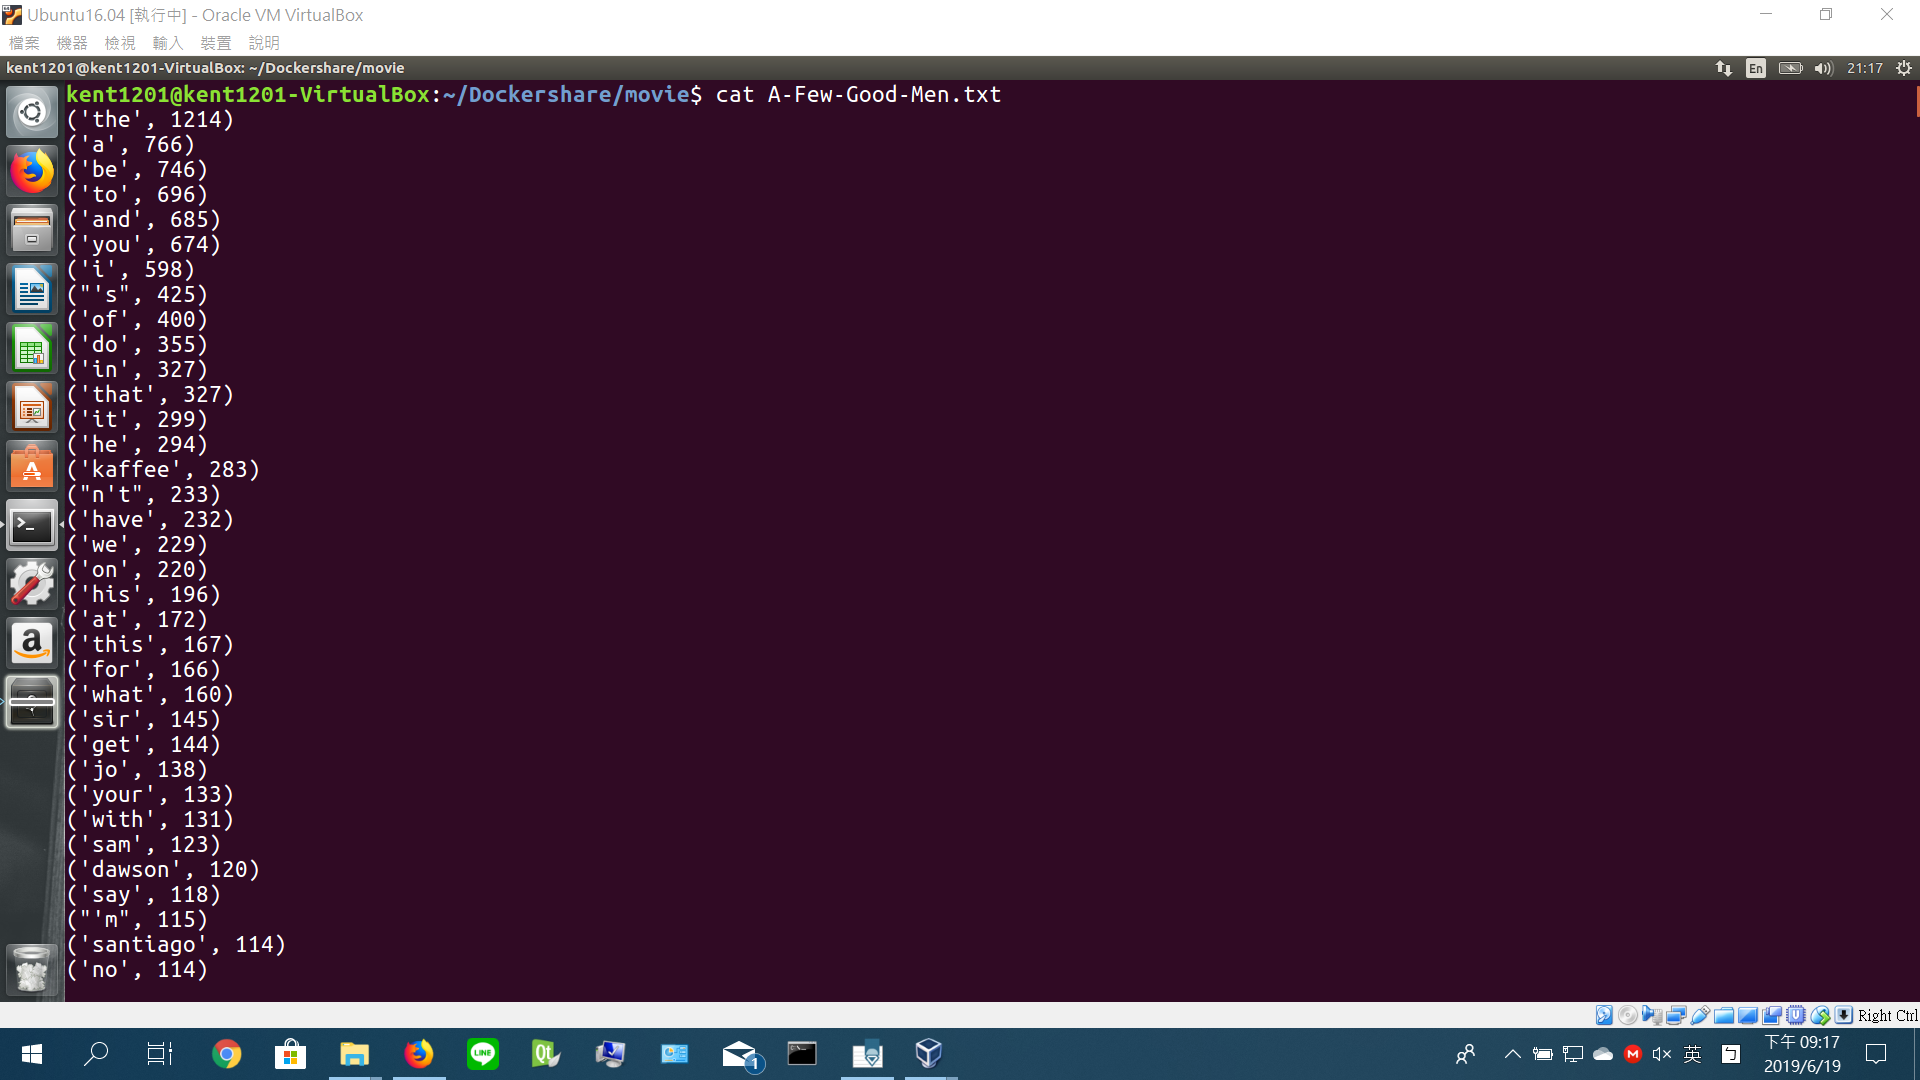 Ubuntu16.04 [執行中] - Oracle VM VirtualBox
檔案 機器 檢視 輸入 裝置 說明
kent1201@kent1201-VirtualBox: ~/Dockershare/movie En 21:17
kent1201@kent1201-VirtualBox:~/Dockershare/movie$ cat A-Few-Good-Men.txt
('the', 1214)
('a', 766)
('be', 746)
('to', 696)
('and', 685)
('you', 674)
('i', 598)
("'s", 425)
('of', 400)
('do', 355)
('in', 327)
('that', 327)
('it', 299)
('he', 294)
('kaffee', 283)
("n't", 233)
('have', 232)
('we', 229)
('on', 220)
('his', 196)
('at', 172)
('this', 167)
('for', 166)
('what', 160)
('sir', 145)
('get', 144)
('jo', 138)
('your', 133)
('with', 131)
('sam', 123)
('dawson', 120)
('say', 118)
("'m", 115)
('santiago', 114)
('no', 114)
Right Ctrl
LINE
Qt
1
英
ㄅ
下午 09:17
2019/6/19